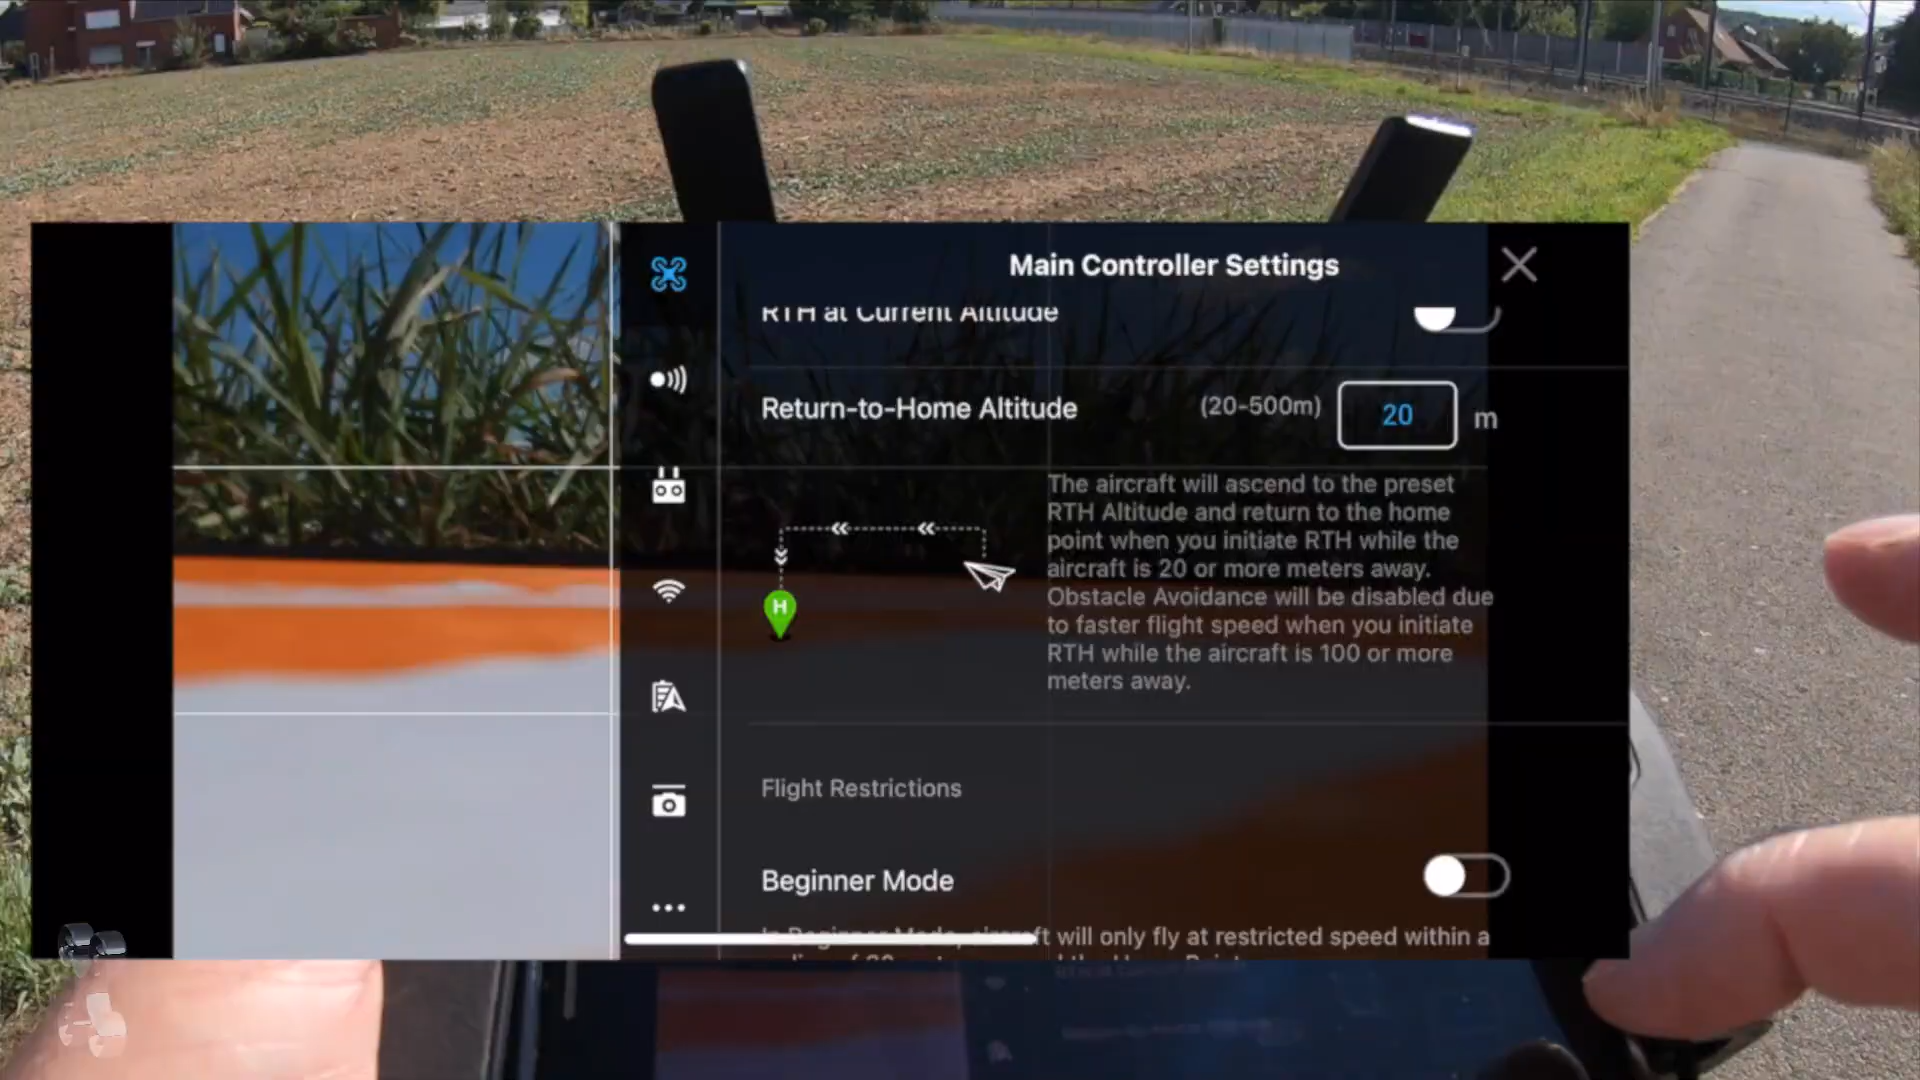 Main Controller Settings
RTH at Current Altitude
Return-to-Home Altitude
(20-500m)
20
m
The aircraft will ascend to the preset
RTH Altitude and return to the home
point when you initiate RTH while the
aircraft is 20 or more meters away.
Obstacle Avoidance will be disabled due
to faster flight speed when you initiate
RTH while the aircraft is 100 or more
meters away.
H
Flight Restrictions
Beginner Mode
In Beginner Mode, aircraft will only fly at restricted speed within a